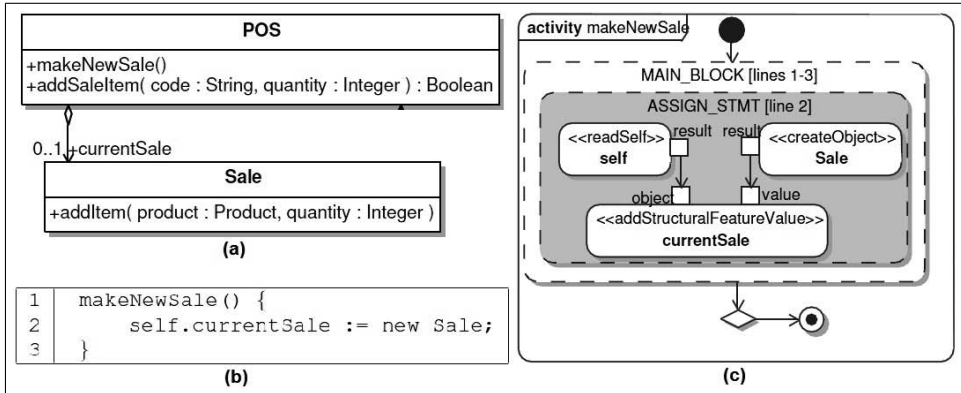 POS
+makeNewSale()
+addSaleItem( code : String, quantity : Integer ) : Boolean
0..1 +currentSale
Sale
+addItem( product : Product, quantity : Integer )
(a)
1 makeNewSale() {
2 self.currentSale := new Sale;
3 }
(b)
activity makeNewSale
MAIN_BLOCK [lines 1-3]
ASSIGN_STMT [line 2]
<<readSelf>>
self
result
result
<<createObject>>
Sale
object
value
<<addStructuralFeatureValue>>
currentSale
(c)